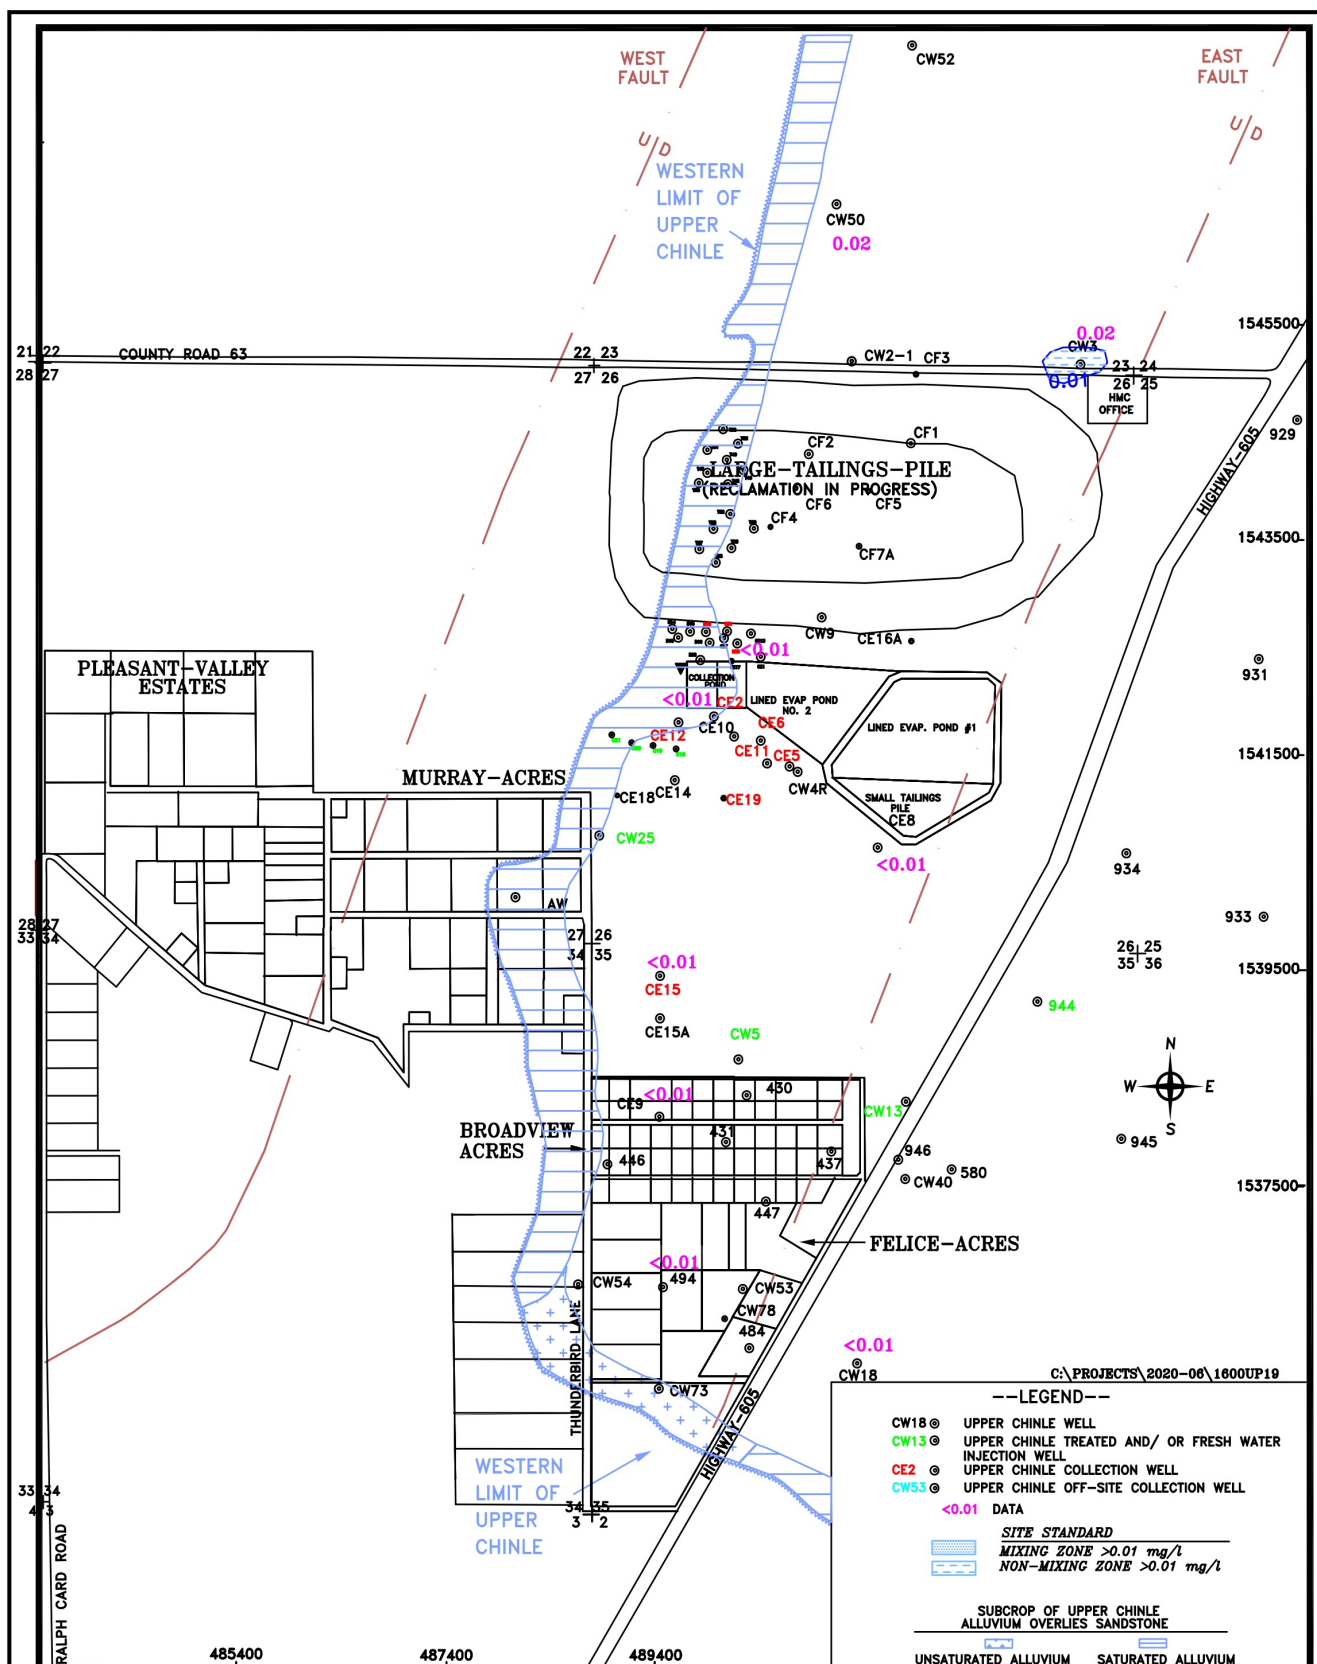 WEST
FAULT
EAST
FAULT
CW52
U/D
U/D
WESTERN
LIMIT OF
UPPER
CHINLE
CW50
0.02
1545500
0.02
CW3
21 22
28 27
COUNTY ROAD 63
22 23
27 26
CW2-1
CF3
0.01
23 24
26 25
HMC
OFFICE
929
HIGHWAY-605
CF2
CF1
LARGE-TAILINGS-PILE
(RECLAMATION IN PROGRESS)
CF6
CF5
CF4
CF7A
1543500
CW9
CE16A
<0.01
931
PLEASANT-VALLEY
ESTATES
COLLECTION
POND
<0.01
CE2
LINED EVAP POND
NO. 2
LINED EVAP. POND #1
CE10
CE6
CE12
CE11
CE5
1541500
MURRAY-ACRES
CE14
CW4R
CE18
CE19
SMALL TAILINGS
PILE
CE8
CW25
<0.01
934
AW
933
28 27
33 34
27 26
34 35
26 25
35 36
<0.01
1539500
CE15
944
CE15A
CW5
N
W
E
S
<0.01
430
CE9
CW13
BROADVIEW
ACRES
431
945
446
437
946
580
CW40
1537500
447
FELICE-ACRES
<0.01
CW54
494
CW53
CW78
484
THUNDERBIRD LANE
<0.01
CW18
CW73
HIGHWAY-605
C:\PROJECTS\2020-06\1600UP19
WESTERN
LIMIT OF
UPPER
CHINLE
33 34
4 3
34 35
3 2
RALPH CARD ROAD
485400
487400
489400
--LEGEND--
CW18 UPPER CHINLE WELL
CW13 UPPER CHINLE TREATED AND/ OR FRESH WATER
INJECTION WELL
CE2 UPPER CHINLE COLLECTION WELL
CW53 UPPER CHINLE OFF-SITE COLLECTION WELL
<0.01 DATA
SITE STANDARD
MIXING ZONE >0.01 mg/l
NON-MIXING ZONE >0.01 mg/l
SUBCROP OF UPPER CHINLE
ALLUVIUM OVERLIES SANDSTONE
UNSATURATED ALLUVIUM SATURATED ALLUVIUM